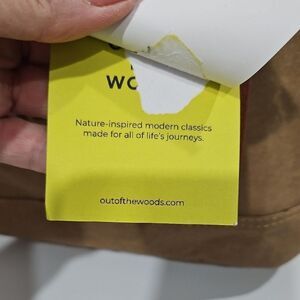 Nature-inspired modern classics
made for all of life's journeys.
outofthewoods.com